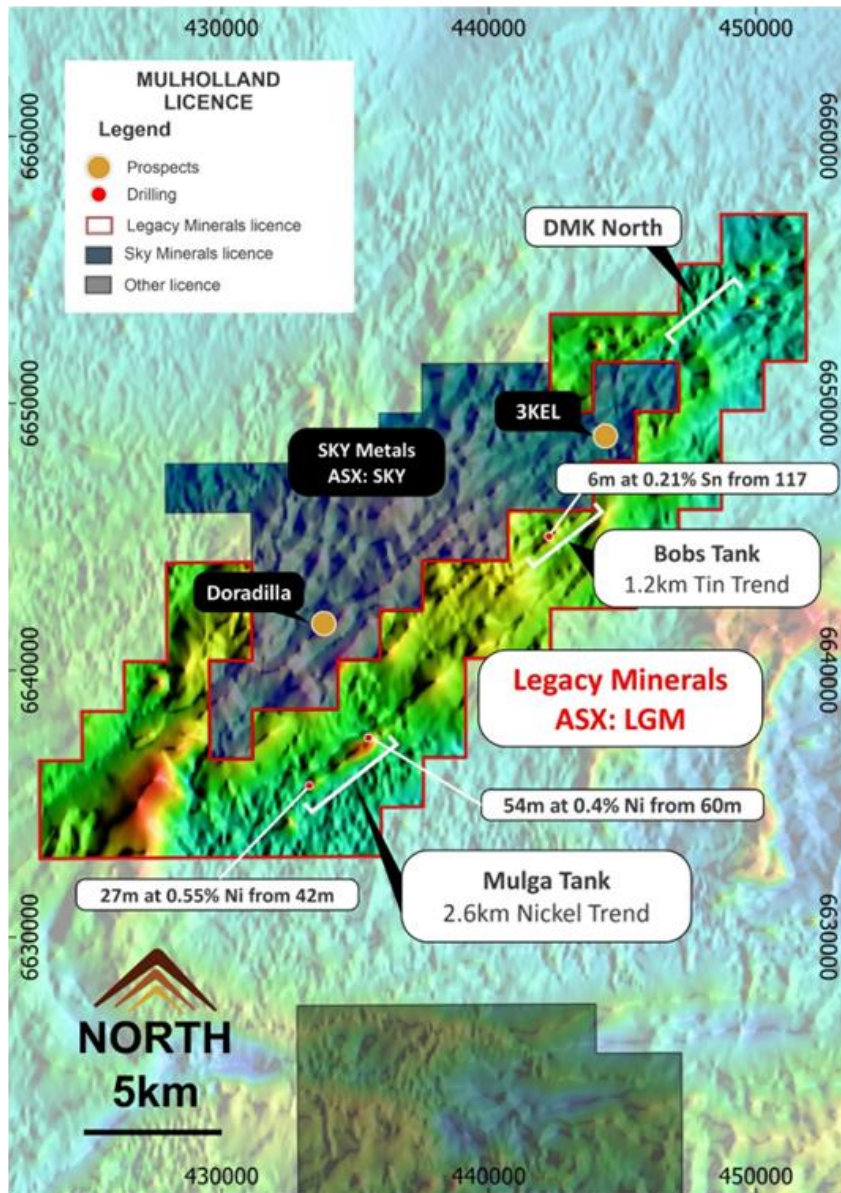 430000
440000
450000
MULHOLLAND
LICENCE
Legend
Prospects
Drilling
Legacy Minerals licence
Sky Minerals licence
Other licence
6660000
6660000
DMK North
6650000
6650000
3KEL
SKY Metals
ASX: SKY
6m at 0.21% Sn from 117
Bobs Tank
1.2km Tin Trend
Doradilla
6640000
6640000
Legacy Minerals
ASX: LGM
54m at 0.4% Ni from 60m
27m at 0.55% Ni from 42m
Mulga Tank
2.6km Nickel Trend
6630000
6630000
NORTH
5km
430000
440000
450000